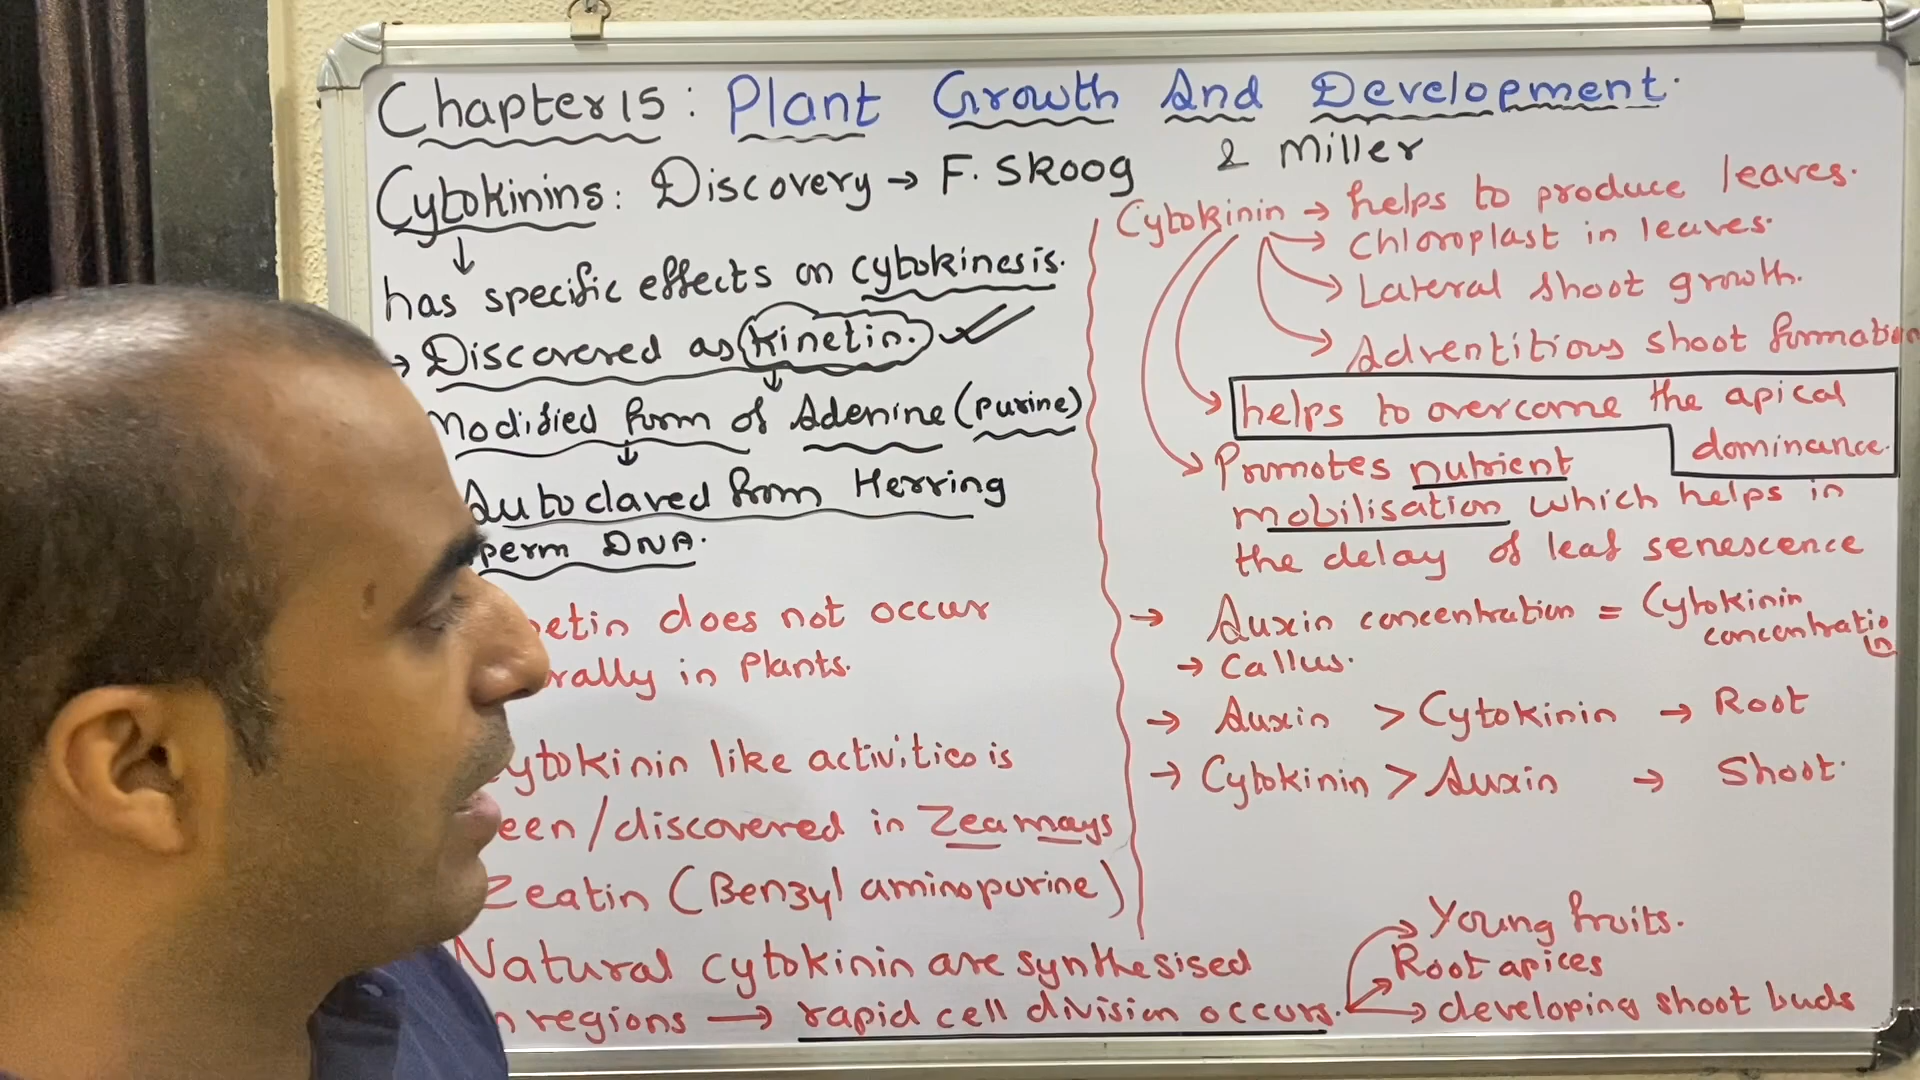 Chapter 15 : Plant Growth And Development.
Cytokinins : Discovery → F. Skoog & Miller
↓
has specific effects on cytokinesis.
→ Discovered as kinetin. ✓
↓
Modified form of Adenine (purine)
↓
Autoclaved from Herring
perm DNA.
netin does not occur
rally in Plants.
ytokinin like activities is
een/discovered in Zea mays
Zeatin (Benzyl aminopurine)
Natural cytokinin are synthesised
n regions → rapid cell division occurs.
→ Young fruits.
→ Root apices
→ developing shoot buds
Cytokinin → helps to produce leaves.
→ Chloroplast in leaves.
→ Lateral shoot growth.
→ Adventitious shoot formation
→ helps to overcome the apical
dominance.
→ Promotes nutrient
mobilisation which helps in
the delay of leaf senescence
→ Auxin concentration = Cytokinin
concentration
→ Callus.
→ Auxin > Cytokinin → Root
→ Cytokinin > Auxin → Shoot.